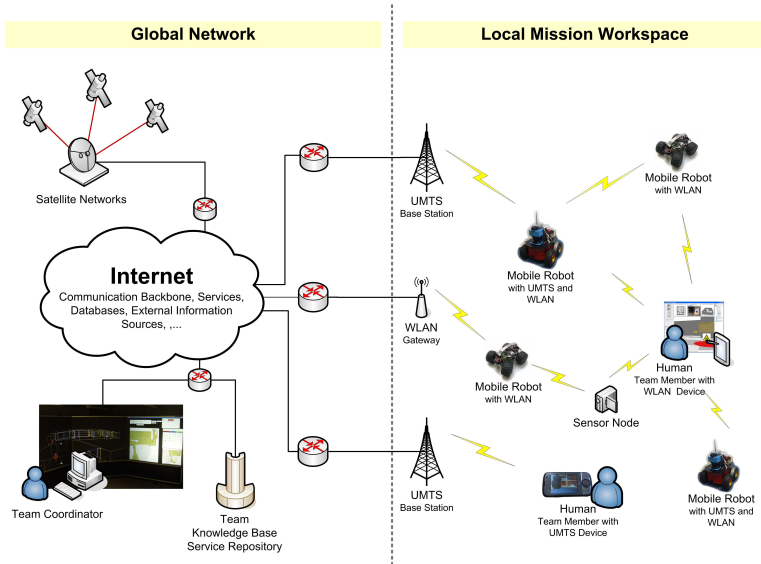 Global Network
Local Mission Workspace
Satellite Networks
UMTS
Base Station
Mobile Robot
with WLAN
Mobile Robot
with UMTS and
WLAN
Internet
Communication Backbone, Services,
Databases, External Information
Sources, ,...
WLAN
Gateway
Mobile Robot
with WLAN
Human
Team Member with
WLAN Device
Sensor Node
Team Coordinator
Team
Knowledge Base
Service Repository
UMTS
Base Station
Human
Team Member with
UMTS Device
Mobile Robot
with UMTS and
WLAN